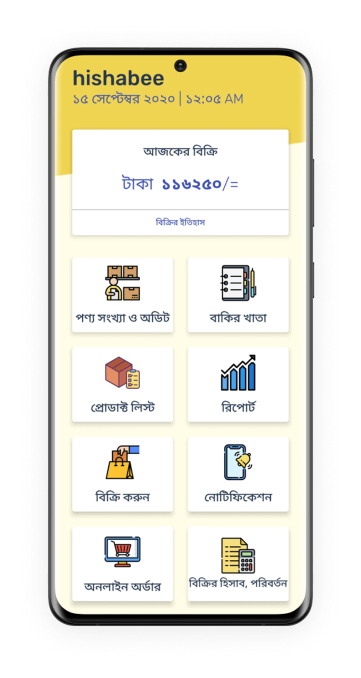 hishabee
১৫ সেপ্টেম্বর ২০২০ | ১২:০৫ AM
আজকের বিক্রি
টাকা ১১৬২৫০/=
বিক্রির ইতিহাস
পণ্য সংখ্যা ও অডিট
বাকির খাতা
প্রোডাক্ট লিস্ট
রিপোর্ট
বিক্রি করুন
নোটিফিকেশন
অনলাইন অর্ডার
বিক্রির হিসাব, পরিবর্তন